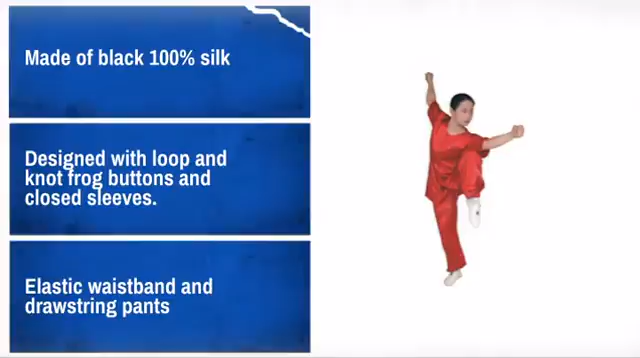 Made of black 100% silk
Designed with loop and
knot frog buttons and
closed sleeves.
Elastic waistband and
drawstring pants